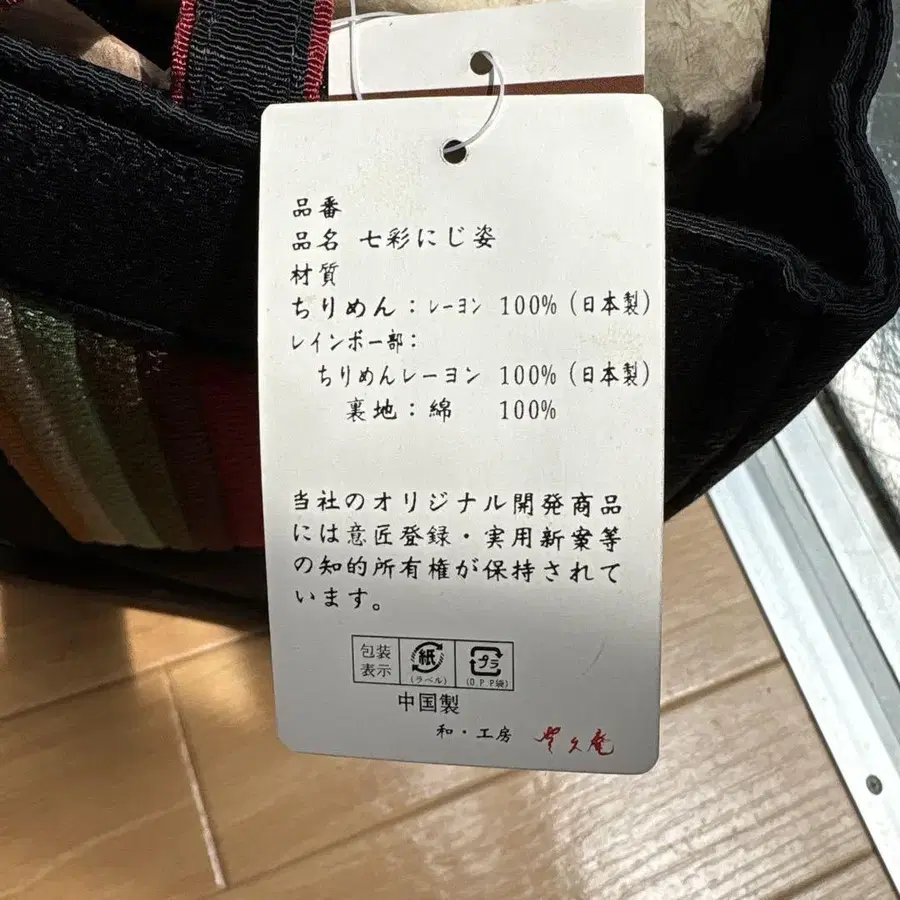 品番
品名 七彩にじ姿
材質
ちりめん：レーヨン 100%（日本製）
レインボー部：
ちりめんレーヨン 100%（日本製）
裏地：綿 100%
当社のオリジナル開発商品
には意匠登録・実用新案等
の知的所有権が保持されて
います。
包装
表示
紙
(ラベル)
プラ
(O.P.P袋)
中国製
和・工房